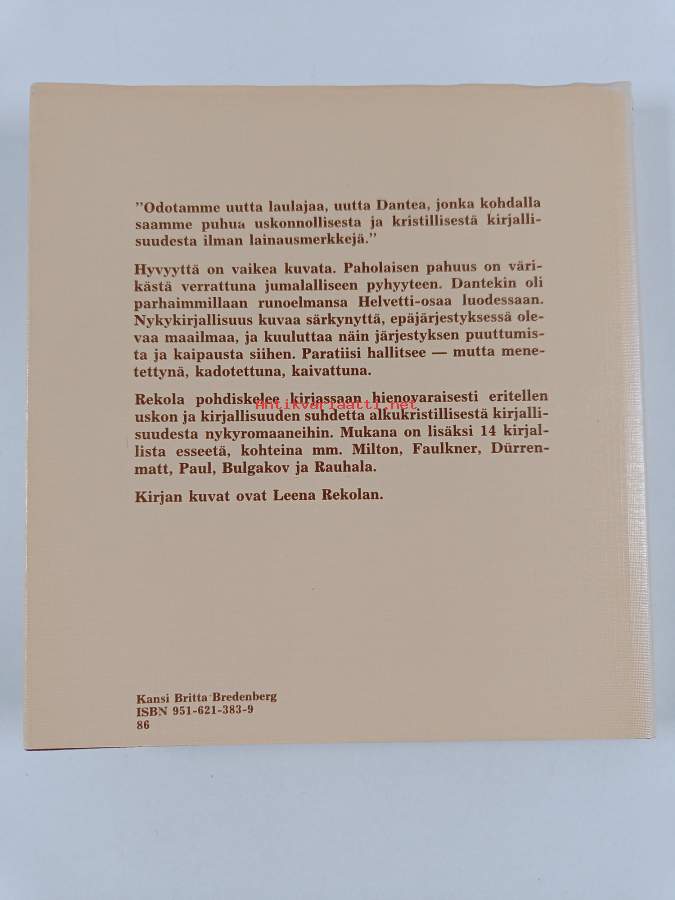 ”Odotamme uutta laulajaa, uutta Dantea, jonka kohdalla
saamme puhua uskonnollisesta ja kristillisestä kirjalli-
suudesta ilman lainausmerkkejä.”
Hyvyyttä on vaikea kuvata. Paholaisen pahuus on väri-
kästä verrattuna jumalalliseen pyhyyteen. Dantekin oli
parhaimmillaan runoelmansa Helvetti-osaa luodessaan.
Nykykirjallisuus kuvaa särkynyttä, epäjärjestyksessä ole-
vaa maailmaa, ja kuuluttaa näin järjestyksen puuttumis-
ta ja kaipausta siihen. Paratiisi hallitsee — mutta mene-
tettynä, kadotettuna, kaivattuna.
Rekola pohdiskelee kirjassaan hienovaraisesti eritellen
Antikvariaatti.net
uskon ja kirjallisuuden suhdetta alkukristillisestä kirjalli-
suudesta nykyromaaneihin. Mukana on lisäksi 14 kirjal-
lista esseetä, kohteina mm. Milton, Faulkner, Dürren-
matt, Paul, Bulgakov ja Rauhala.
Kirjan kuvat ovat Leena Rekolan.
Kansi Britta Bredenberg
ISBN 951-621-383-9
86